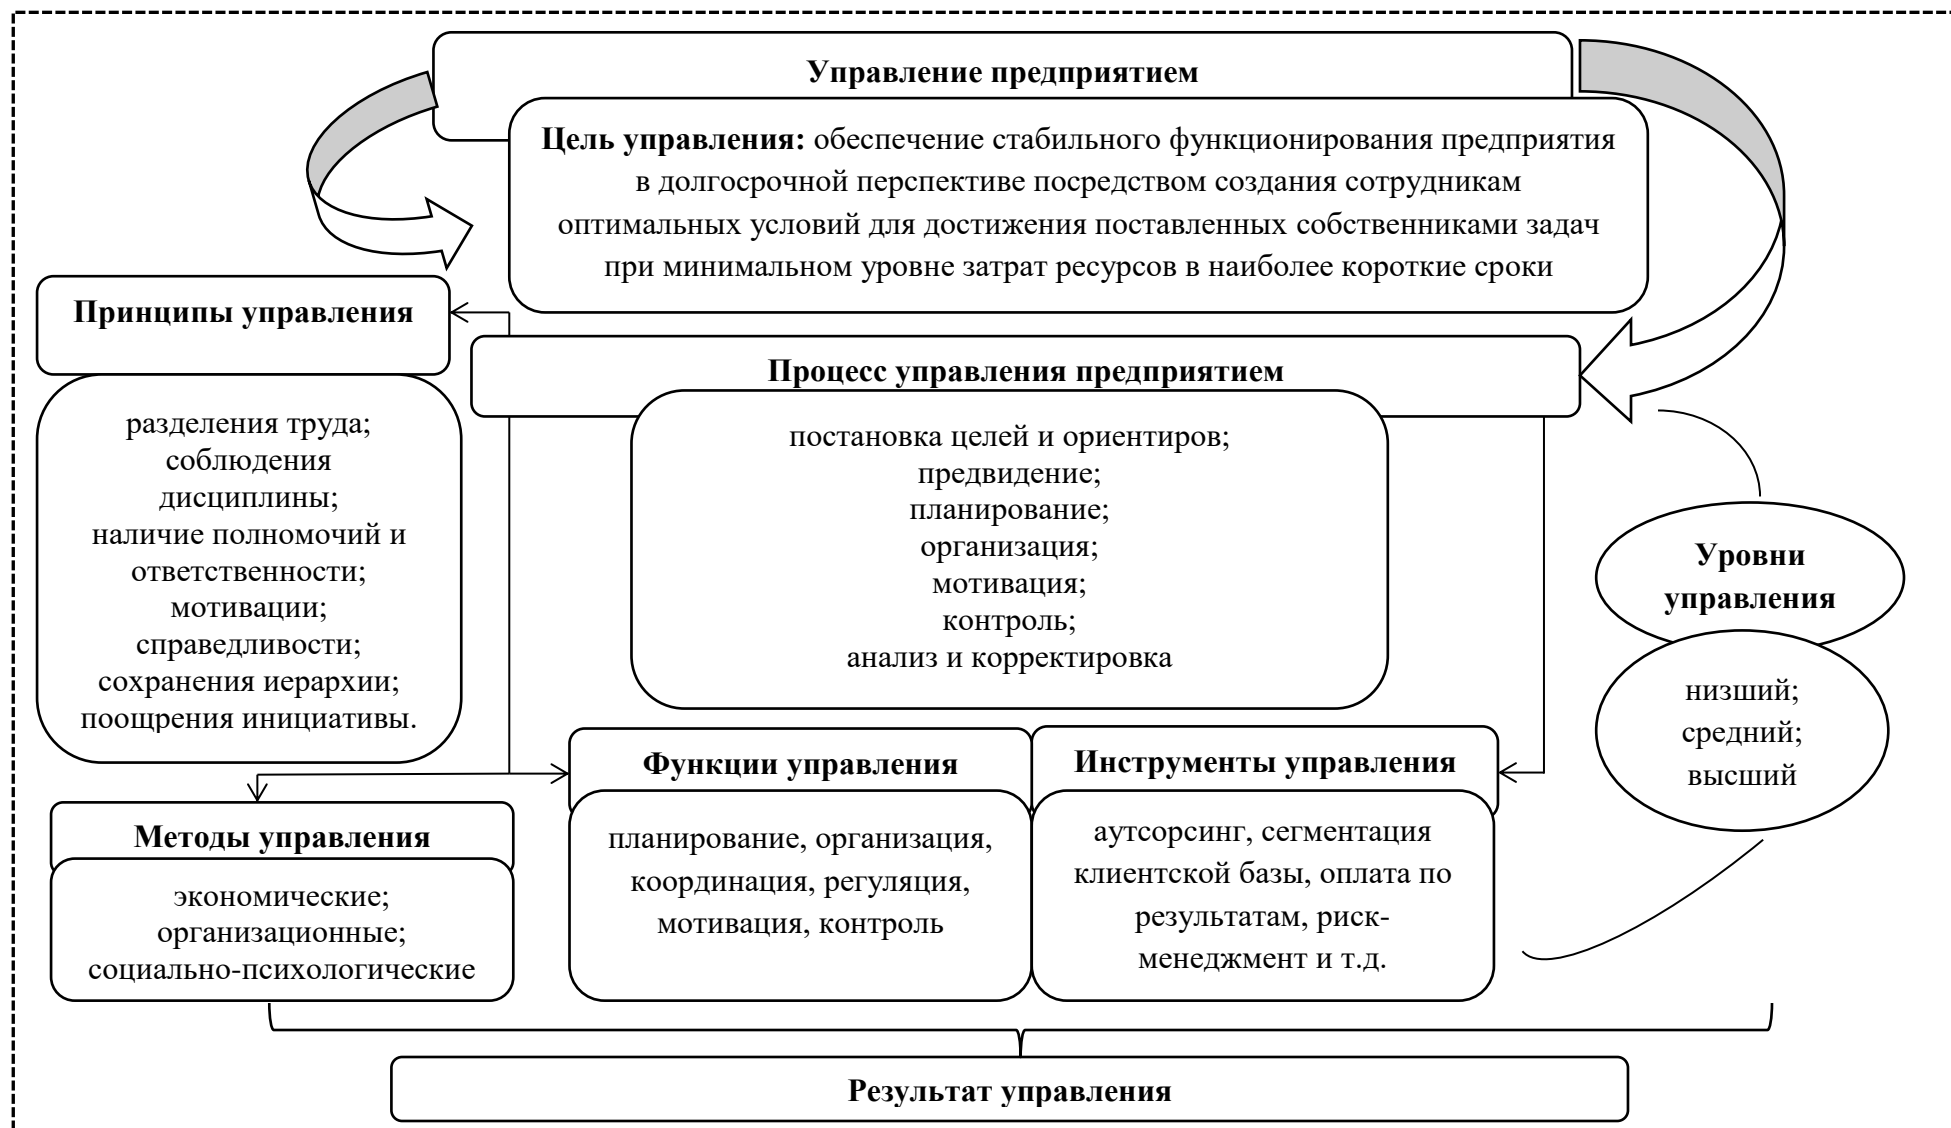 Управление предприятием
Цель управления: обеспечение стабильного функционирования предприятия
в долгосрочной перспективе посредством создания сотрудникам
оптимальных условий для достижения поставленных собственниками задач
при минимальном уровне затрат ресурсов в наиболее короткие сроки
Принципы управления
разделения труда;
соблюдения
дисциплины;
наличие полномочий и
ответственности;
мотивации;
справедливости;
сохранения иерархии;
поощрения инициативы.
Процесс управления предприятием
постановка целей и ориентиров;
предвидение;
планирование;
организация;
мотивация;
контроль;
анализ и корректировка
Уровни
управления
низший;
средний;
высший
Методы управления
экономические;
организационные;
социально-психологические
Функции управления
планирование, организация,
координация, регуляция,
мотивация, контроль
Инструменты управления
аутсорсинг, сегментация
клиентской базы, оплата по
результатам, риск-
менеджмент и т.д.
Результат управления